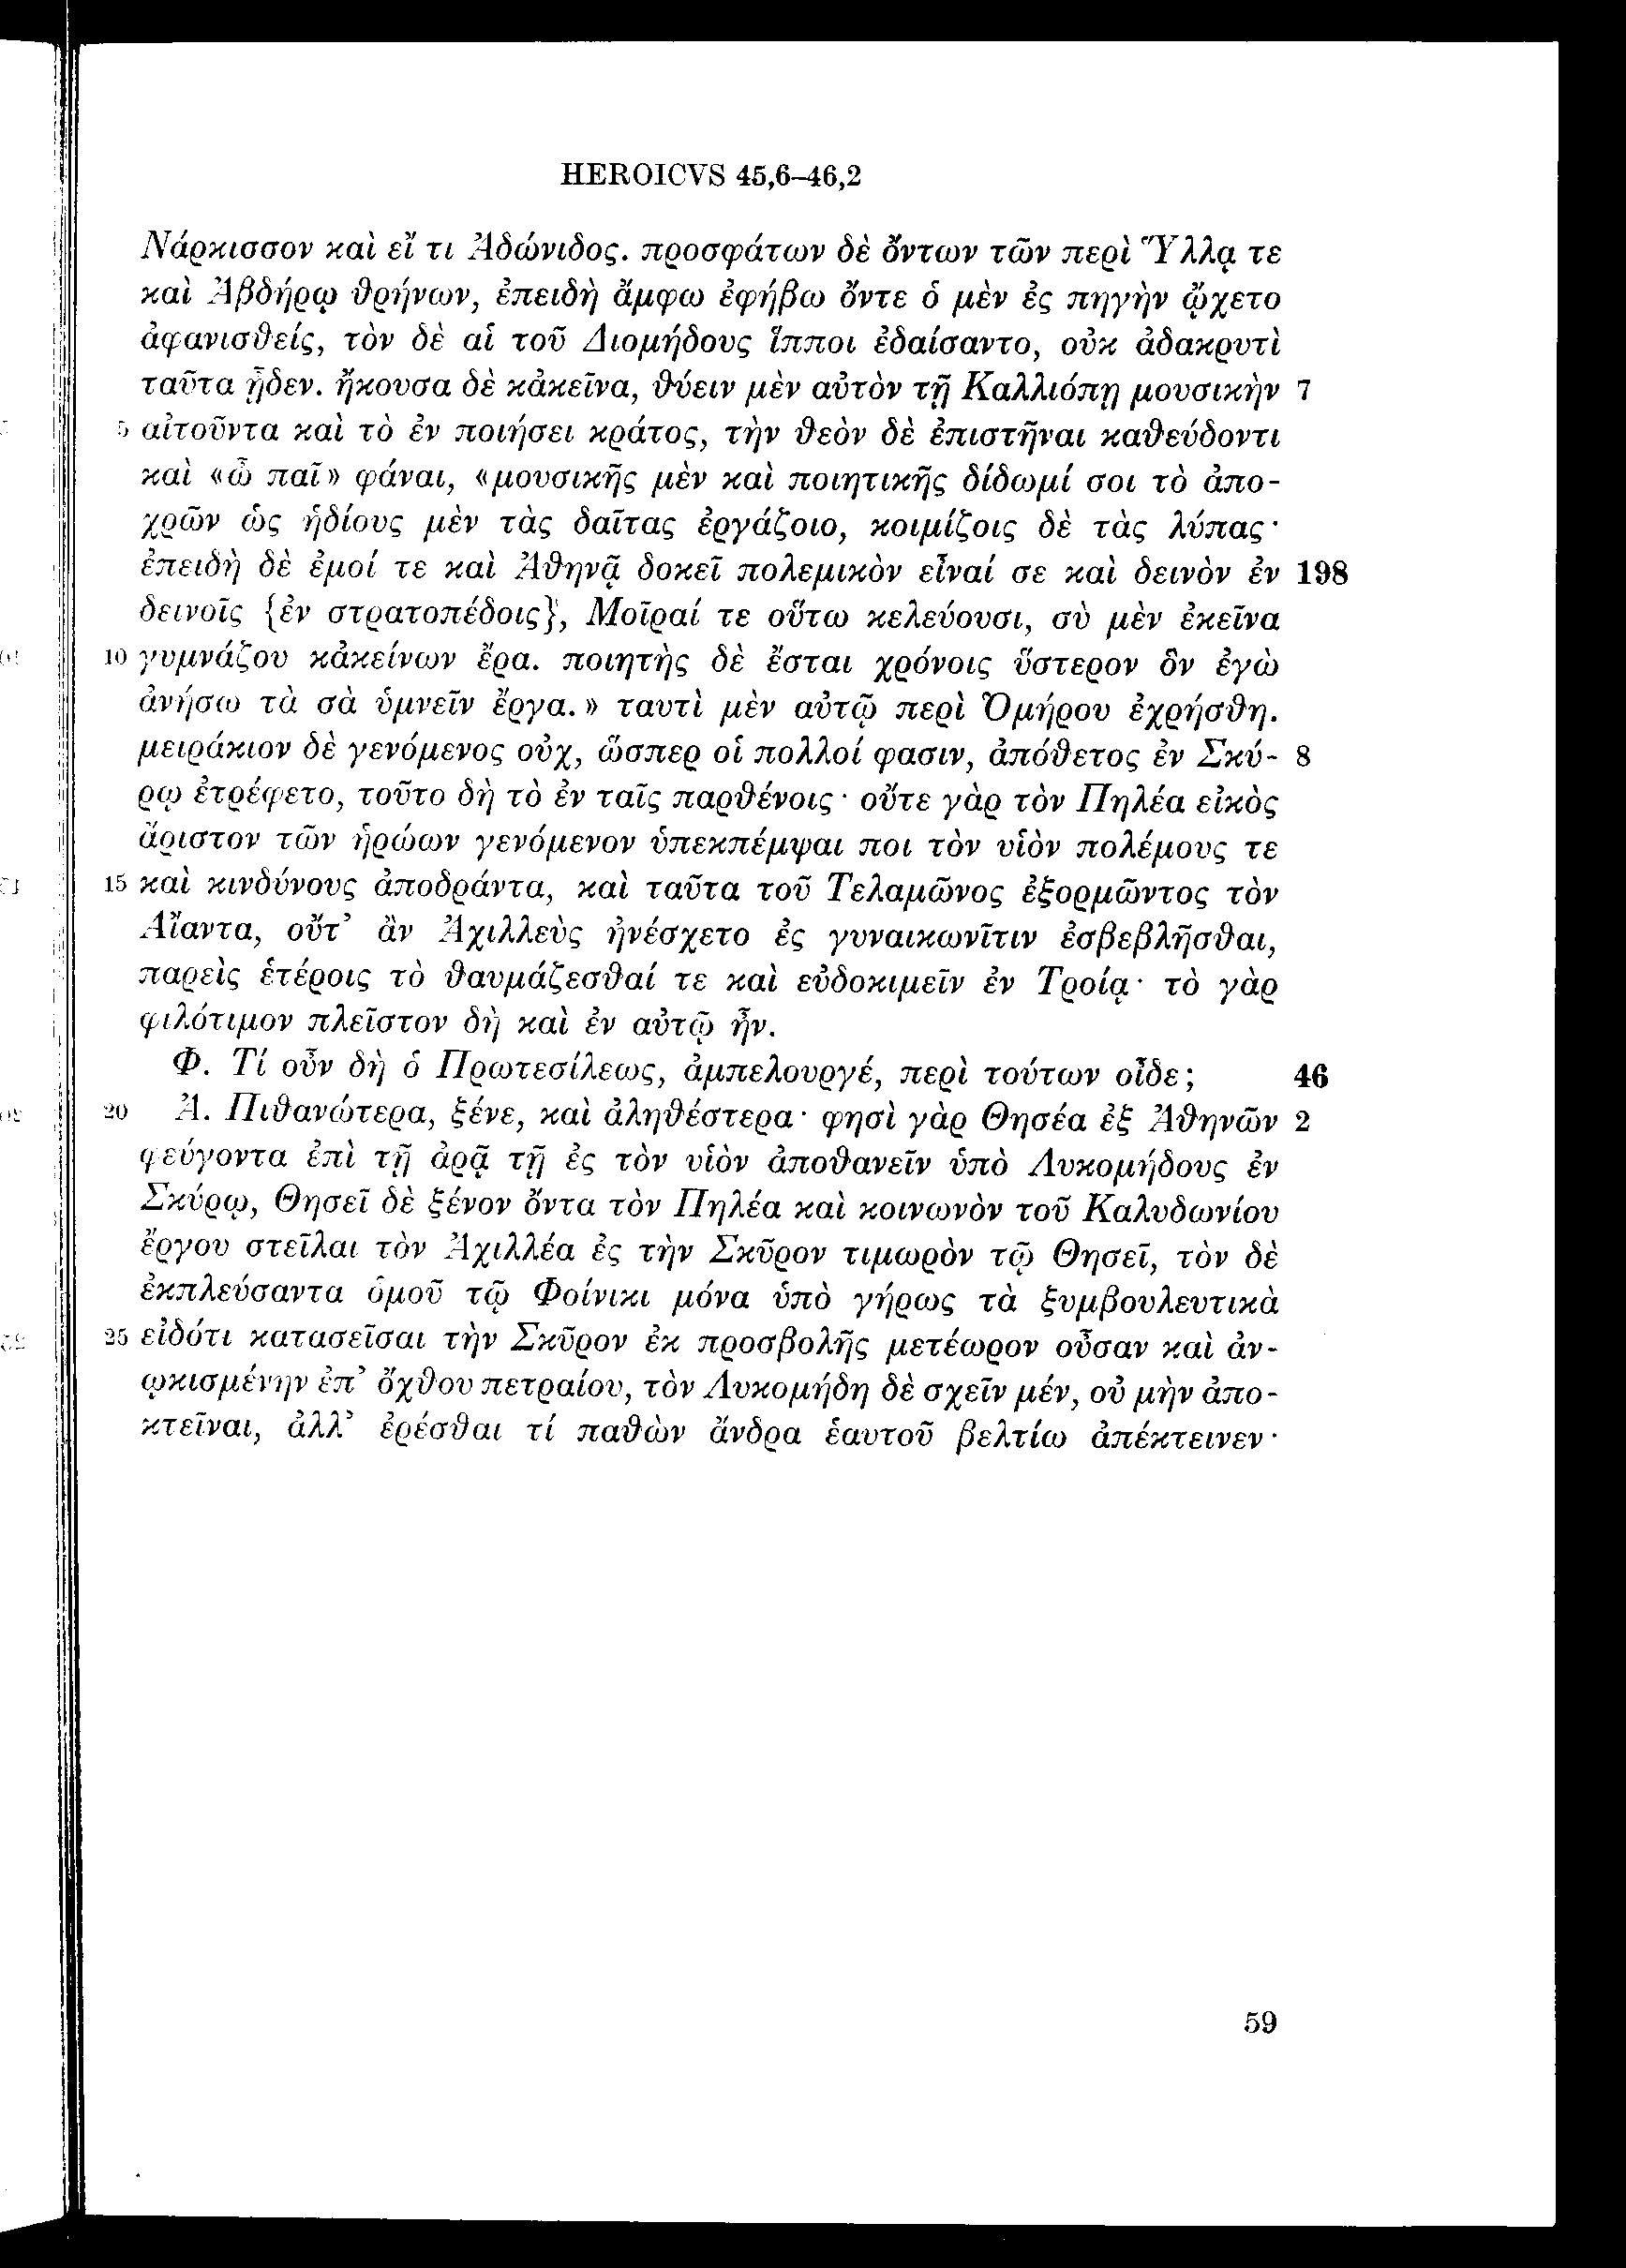 HEROICVS 45,6–46,2
Νάρκισσον καὶ εἴ τι Ἀδώνιδος. προσφάτων δὲ ὄντων τῶν περὶ Ὕλλᾳ τε
καὶ Ἀβδήρῳ θρήνων, ἐπειδὴ ἄμφω ἐφήβω ὄντε ὁ μὲν ἐς πηγὴν ᾤχετο
ἀφανισθείς, τὸν δὲ αἱ τοῦ Διομήδους ἵπποι ἐδαίσαντο, οὐκ ἀδακρυτὶ
ταῦτα ᾖδεν. ἤκουσα δὲ κἀκεῖνα, θύειν μὲν αὐτὸν τῇ Καλλιόπῃ μουσικὴν 7
5 αἰτοῦντα καὶ τὸ ἐν ποιήσει κράτος, τὴν θεὸν δὲ ἐπιστῆναι καθεύδοντι
καὶ «ὦ παῖ» φάναι, «μουσικῆς μὲν καὶ ποιητικῆς δίδωμί σοι τὸ ἀπο-
χρῶν ὡς ἡδίους μὲν τὰς δαῖτας ἐργάζοιο, κοιμίζοις δὲ τὰς λύπας·
ἐπειδὴ δὲ ἐμοί τε καὶ Ἀθηνᾷ δοκεῖ πολεμικὸν εἶναί σε καὶ δεινὸν ἐν 198
δεινοῖς {ἐν στρατοπέδοις}, Μοῖραί τε οὕτω κελεύουσι, σὺ μὲν ἐκεῖνα
10 γυμνάζου κἀκείνων ἔρα. ποιητὴς δὲ ἔσται χρόνοις ὕστερον ὃν ἐγὼ
ἀνήσω τὰ σὰ ὑμνεῖν ἔργα.» ταυτὶ μὲν αὐτῷ περὶ Ὁμήρου ἐχρήσθη.
μειράκιον δὲ γενόμενος οὐχ, ὥσπερ οἱ πολλοί φασιν, ἀπόθετος ἐν Σκύ- 8
ρῳ ἐτρέφετο, τοῦτο δὴ τὸ ἐν ταῖς παρθένοις· οὔτε γὰρ τὸν Πηλέα εἰκὸς
ἄριστον τῶν ἡρώων γενόμενον ὑπεκπέμψαι ποι τὸν υἱὸν πολέμους τε
15 καὶ κινδύνους ἀποδράντα, καὶ ταῦτα τοῦ Τελαμῶνος ἐξορμῶντος τὸν
Αἴαντα, οὔτ’ ἂν Ἀχιλλεὺς ἠνέσχετο ἐς γυναικωνῖτιν ἐσβεβλῆσθαι,
παρεὶς ἑτέροις τὸ θαυμάζεσθαί τε καὶ εὐδοκιμεῖν ἐν Τροίᾳ· τὸ γὰρ
φιλότιμον πλεῖστον δὴ καὶ ἐν αὐτῷ ἦν.
Φ. Τί οὖν δὴ ὁ Πρωτεσίλεως, ἀμπελουργέ, περὶ τούτων οἶδε; 46
20 Ἀ. Πιθανώτερα, ξένε, καὶ ἀληθέστερα· φησὶ γὰρ Θησέα ἐξ Ἀθηνῶν 2
φεύγοντα ἐπὶ τῇ ἀρᾷ τῇ ἐς τὸν υἱὸν ἀποθανεῖν ὑπὸ Λυκομήδους ἐν
Σκύρῳ, Θησεῖ δὲ ξένον ὄντα τὸν Πηλέα καὶ κοινωνὸν τοῦ Καλυδωνίου
ἔργου στεῖλαι τὸν Ἀχιλλέα ἐς τὴν Σκῦρον τιμωρὸν τῷ Θησεῖ, τὸν δὲ
ἐκπλεύσαντα ὁμοῦ τῷ Φοίνικι μόνα ὑπὸ γήρως τὰ ξυμβουλευτικὰ
25 εἰδότι κατασεῖσαι τὴν Σκῦρον ἐκ προσβολῆς μετέωρον οὖσαν καὶ ἀν-
ῳκισμένην ἐπ’ ὄχθου πετραίου, τὸν Λυκομήδη δὲ σχεῖν μέν, οὐ μὴν ἀπο-
κτεῖναι, ἀλλ’ ἐρέσθαι τί παθὼν ἄνδρα ἑαυτοῦ βελτίω ἀπέκτεινεν·
59